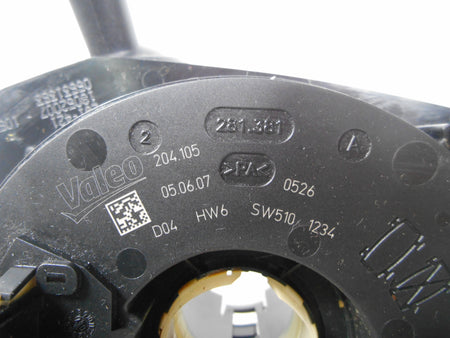 281.381
2
A
Valeo 204.105
>PA<
05.06.07
0526
D04 HW6 SW510 1234